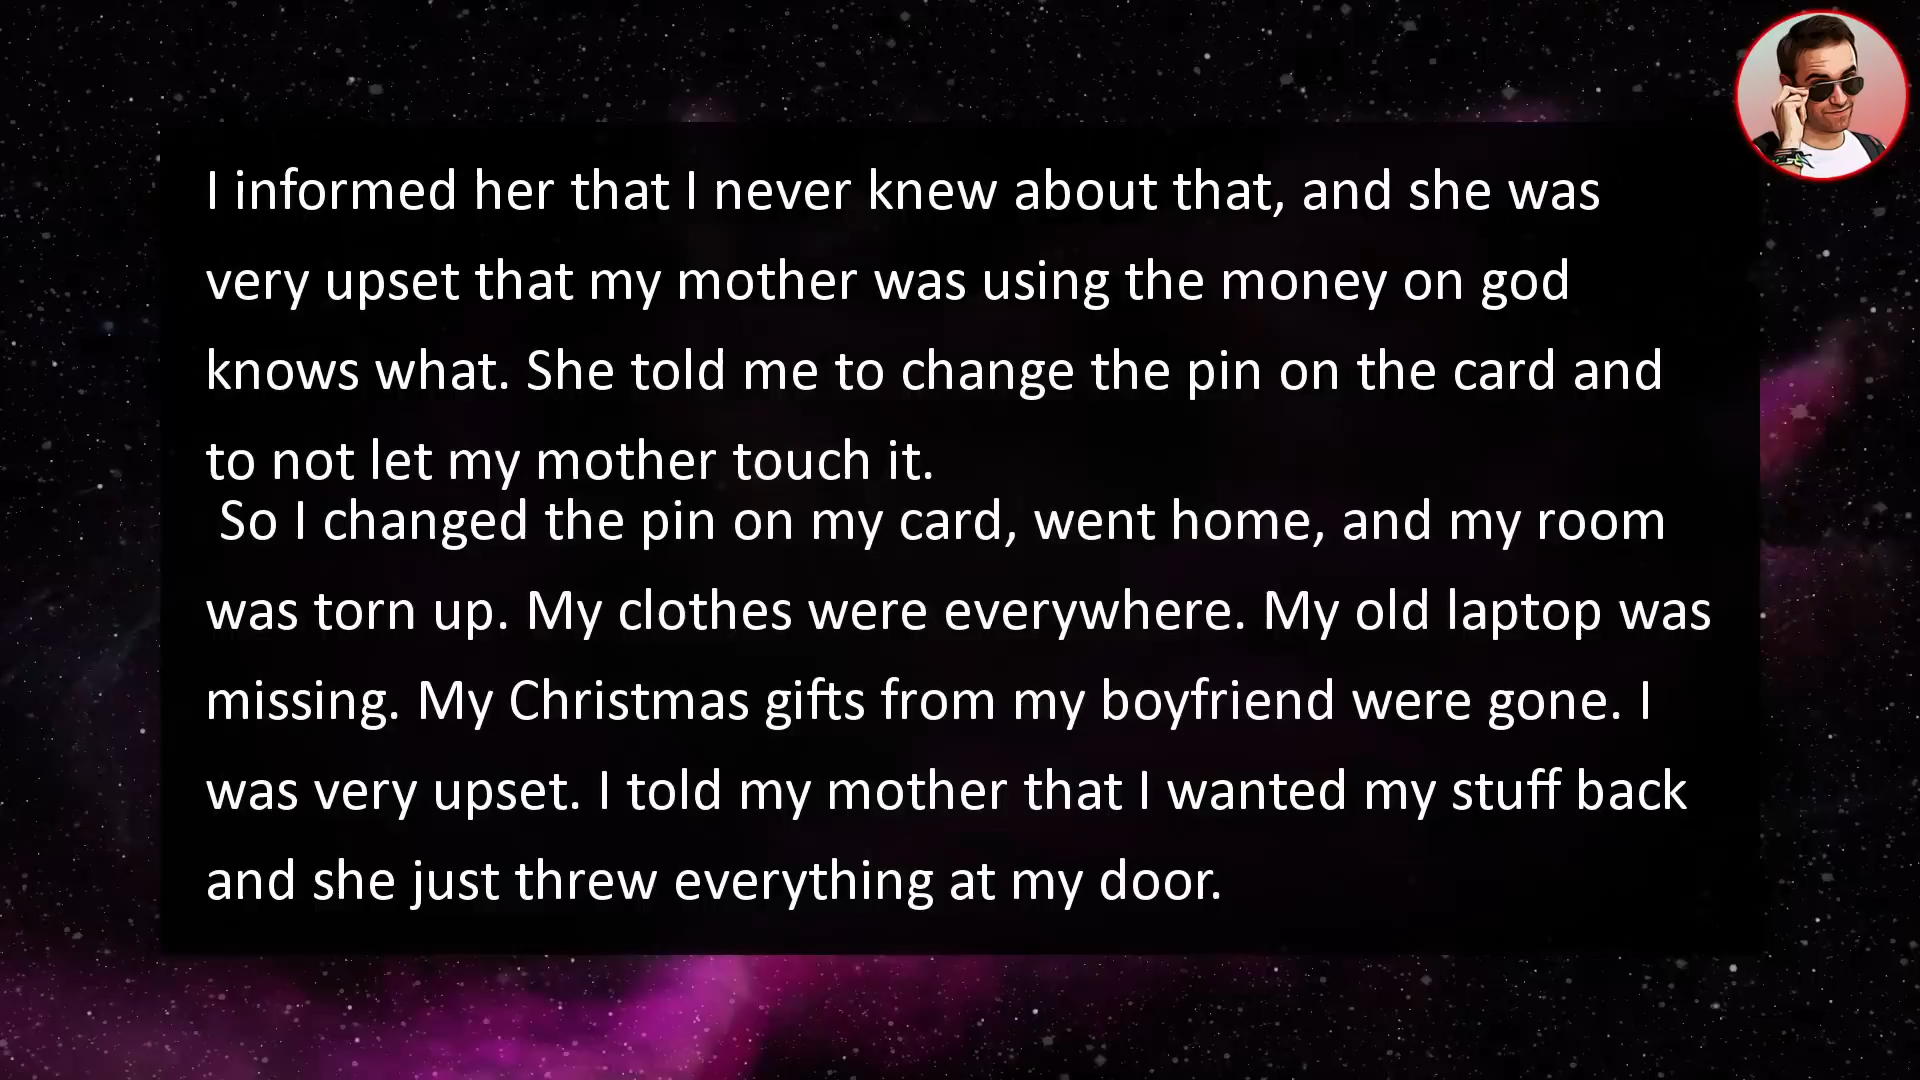 I informed her that I never knew about that, and she was
very upset that my mother was using the money on god
knows what. She told me to change the pin on the card and
to not let my mother touch it.
So I changed the pin on my card, went home, and my room
was torn up. My clothes were everywhere. My old laptop was
missing. My Christmas gifts from my boyfriend were gone. I
was very upset. I told my mother that I wanted my stuff back
and she just threw everything at my door.